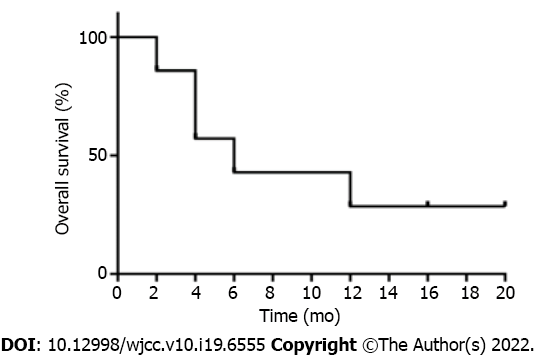 100
50
0
Overall survival (%)
0 2 4 6 8 10 12 14 16 18 20
Time (mo)
DOI: 10.12998/wjcc.v10.i19.6555 Copyright ©The Author(s) 2022.